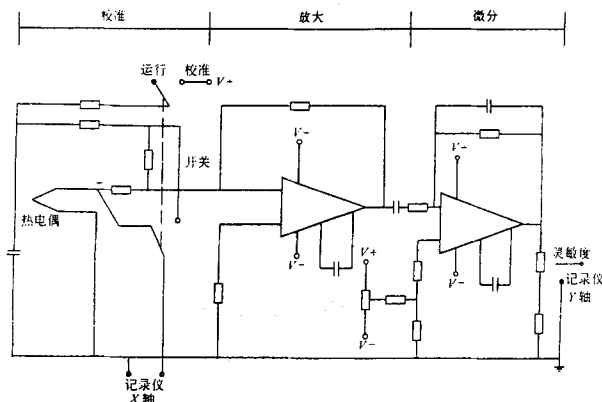 校准
放大
微分
运行
校准
V+
开关
热电偶
V+
V-
V+
V-
V+
V-
灵敏度
记录仪
Y轴
记录仪
X轴